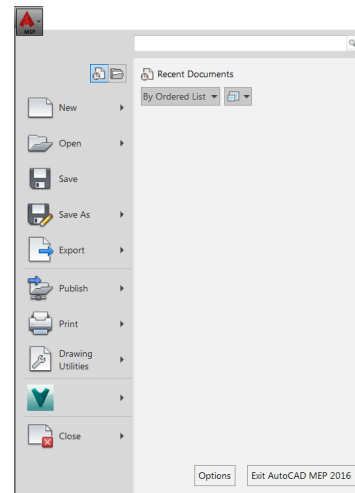 A
MEP
Recent Documents
By Ordered List
New
Open
Save
Save As
Export
Publish
Print
Drawing
Utilities
Close
Options
Exit AutoCAD MEP 2016